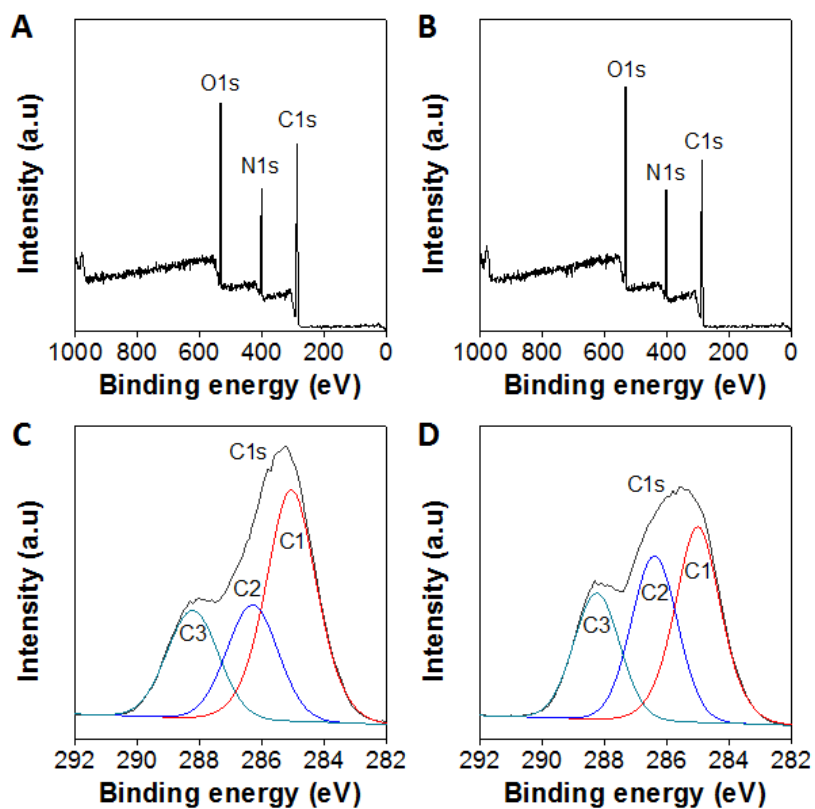 A
B
Intensity (a.u)
O1s
N1s
C1s
1000 800 600 400 200 0
Binding energy (eV)
Intensity (a.u)
O1s
N1s
C1s
1000 800 600 400 200 0
Binding energy (eV)
C
D
Intensity (a.u)
C1s
C1
C2
C3
292 290 288 286 284 282
Binding energy (eV)
Intensity (a.u)
C1s
C1
C2
C3
292 290 288 286 284 282
Binding energy (eV)